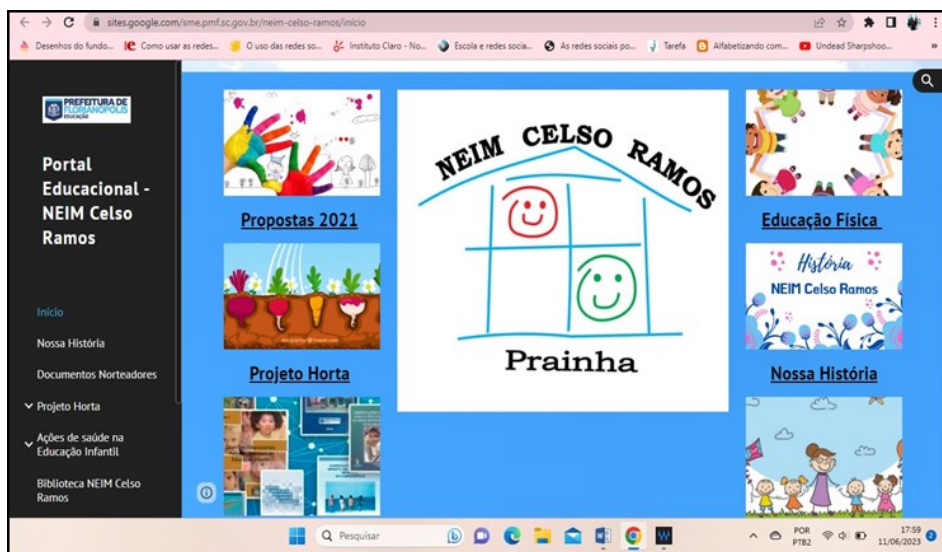 sites.google.com/sme.pmf.sc.gov.br/neim-celso-ramos/início
Desenhos do fundo...
Como usar as redes...
O uso das redes so...
Instituto Claro - No...
Escola e redes socia...
As redes sociais po...
Tarefa
Alfabetizando com...
Undead Sharpshoo...
»
PREFEITURA DE
FLORIANÓPOLIS
EDUCAÇÃO
Portal
Educacional -
NEIM Celso
Ramos
Início
Nossa História
Documentos Norteadores
Projeto Horta
Ações de saúde na
Educação Infantil
Biblioteca NEIM Celso
Ramos
Propostas 2021
Projeto Horta
NEIM CELSO RAMOS
Prainha
Educação Física
História
NEIM Celso Ramos
Nossa História
Pesquisar
POR
PTB2
17:59
11/06/2023
2